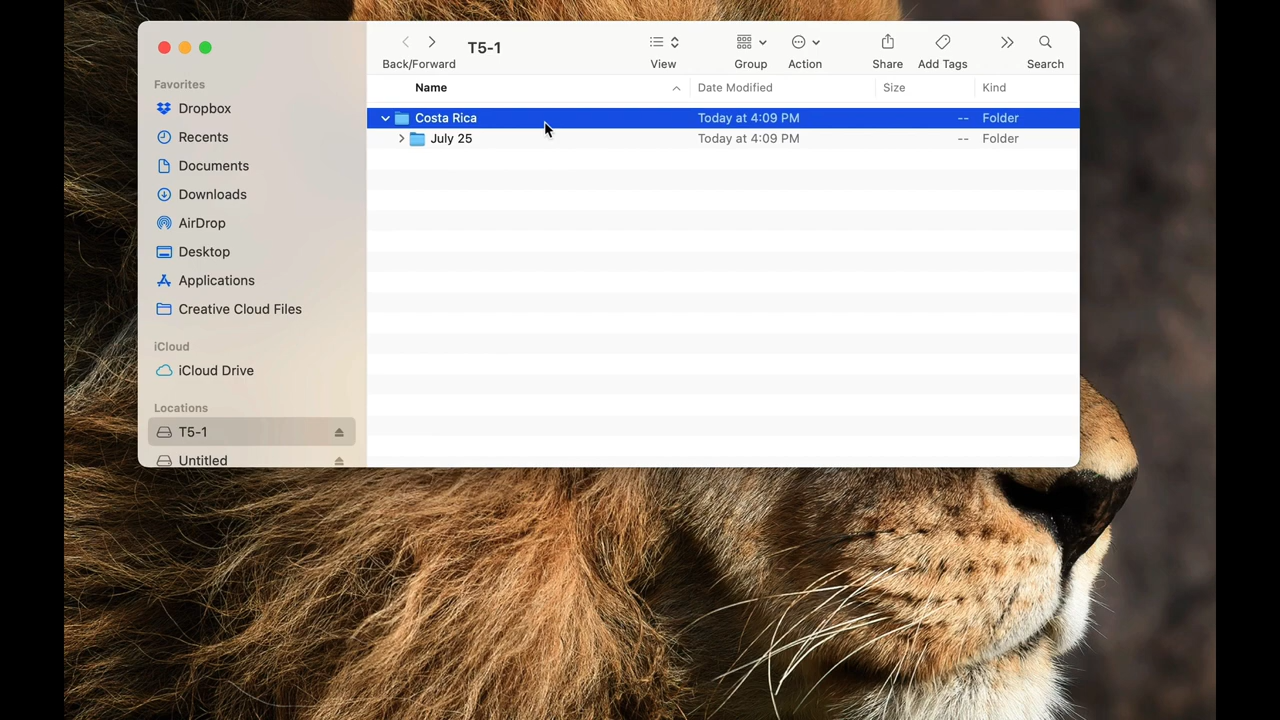 T5-1
Back/Forward View Group Action Share Add Tags Search
Name Date Modified Size Kind
Costa Rica Today at 4:09 PM -- Folder
July 25 Today at 4:09 PM -- Folder
Favorites
Dropbox
Recents
Documents
Downloads
AirDrop
Desktop
Applications
Creative Cloud Files
iCloud
iCloud Drive
Locations
T5-1
Untitled